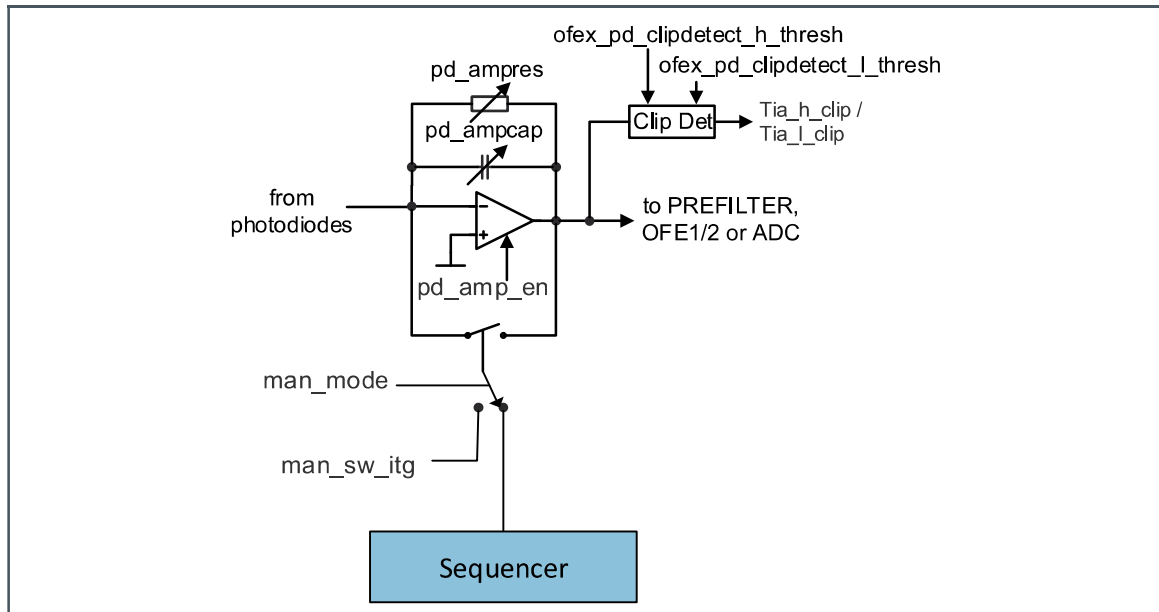 ofex_pd_clipdetect_h_thresh
ofex_pd_clipdetect_l_thresh
pd_ampres
Clip Det
Tia_h_clip /
Tia_l_clip
pd_ampcap
from
photodiodes
to PREFILTER,
OFE1/2 or ADC
pd_amp_en
man_mode
man_sw_itg
Sequencer